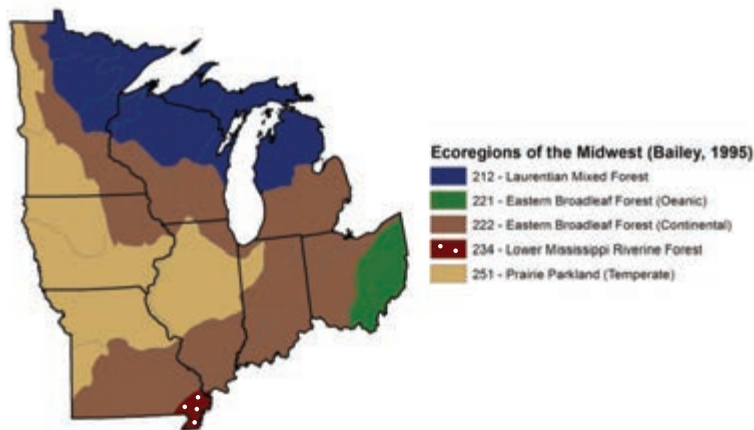 Ecoregions of the Midwest (Bailey, 1995)
212 - Laurentian Mixed Forest
221 - Eastern Broadleaf Forest (Oeanic)
222 - Eastern Broadleaf Forest (Continental)
234 - Lower Mississippi Riverine Forest
251 - Prairie Parkland (Temperate)